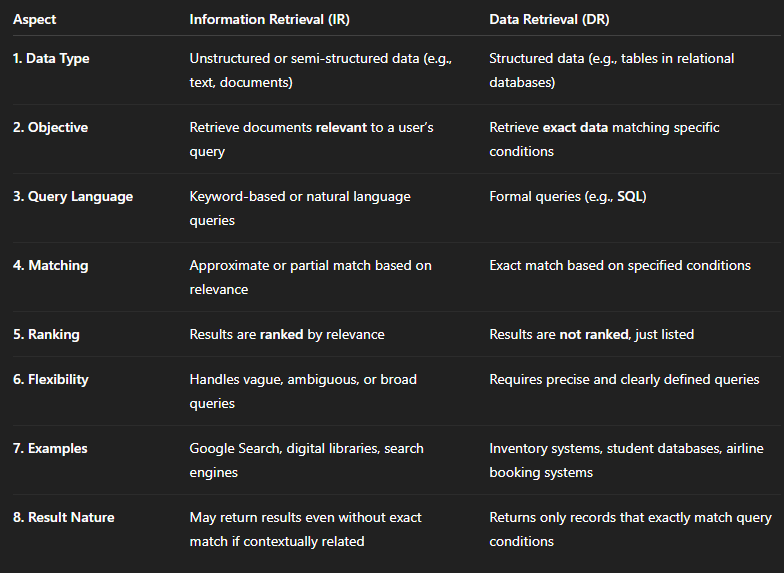 Aspect Information Retrieval (IR) Data Retrieval (DR)
1. Data Type Unstructured or semi-structured data (e.g., Structured data (e.g., tables in relational
text, documents) databases)
2. Objective Retrieve documents relevant to a user’s Retrieve exact data matching specific
query conditions
3. Query Language Keyword-based or natural language Formal queries (e.g., SQL)
queries
4. Matching Approximate or partial match based on Exact match based on specified conditions
relevance
5. Ranking Results are ranked by relevance Results are not ranked, just listed
6. Flexibility Handles vague, ambiguous, or broad Requires precise and clearly defined queries
queries
7. Examples Google Search, digital libraries, search Inventory systems, student databases, airline
engines booking systems
8. Result Nature May return results even without exact Returns only records that exactly match query
match if contextually related conditions